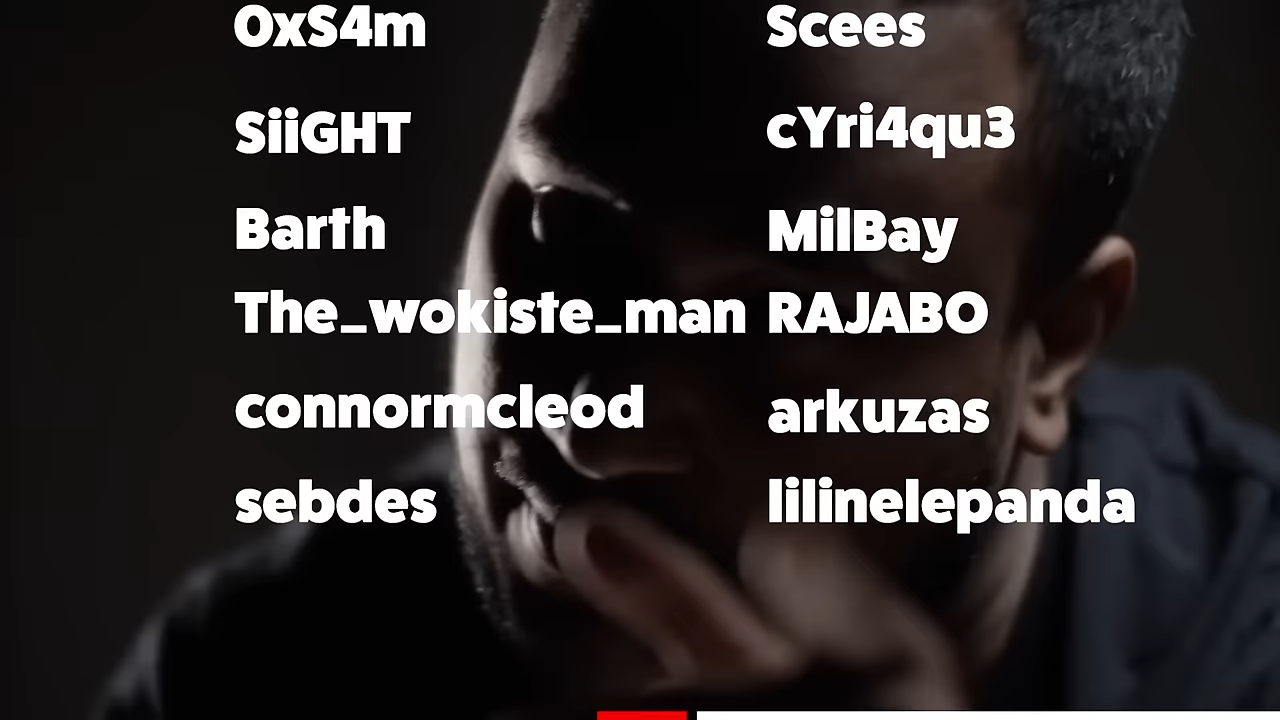 0xS4m
Scees
SiiGHT
cYri4qu3
Barth
MilBay
The_wokiste_man
RAJABO
connormcleod
arkuzas
sebdes
lilinelepanda